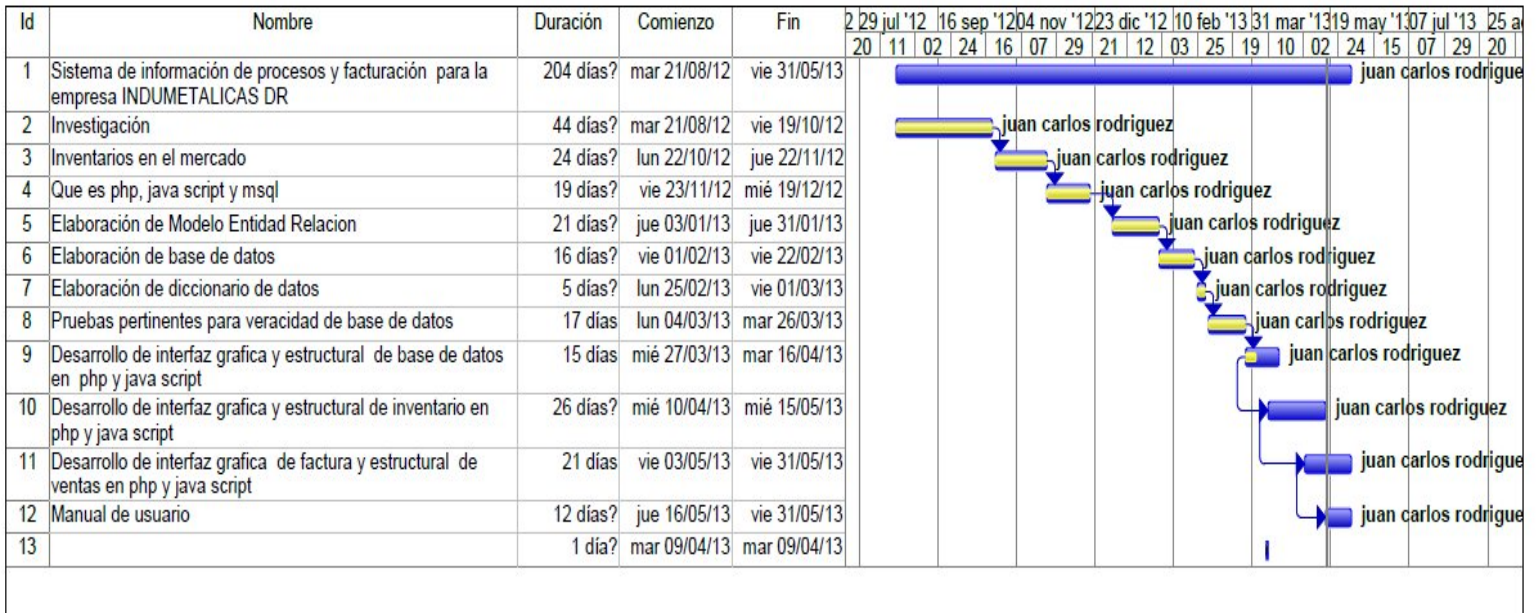 Id Nombre Duración Comienzo Fin 2 29 jul '12 16 sep '12 04 nov '12 23 dic '12 10 feb '13 31 mar '13 19 may '13 07 jul '13 25 a
20 11 02 24 16 07 29 21 12 03 25 19 10 02 24 15 07 29 20
1 Sistema de información de procesos y facturación para la 204 días? mar 21/08/12 vie 31/05/13 juan carlos rodrigue
empresa INDUMETALICAS DR
2 Investigación 44 días? mar 21/08/12 vie 19/10/12 juan carlos rodriguez
3 Inventarios en el mercado 24 días? lun 22/10/12 jue 22/11/12 juan carlos rodriguez
4 Que es php, java script y msql 19 días? vie 23/11/12 mié 19/12/12 juan carlos rodriguez
5 Elaboración de Modelo Entidad Relacion 21 días? jue 03/01/13 jue 31/01/13 juan carlos rodriguez
6 Elaboración de base de datos 16 días? vie 01/02/13 vie 22/02/13 juan carlos rodriguez
7 Elaboración de diccionario de datos 5 días? lun 25/02/13 vie 01/03/13 juan carlos rodriguez
8 Pruebas pertinentes para veracidad de base de datos 17 días lun 04/03/13 mar 26/03/13 juan carlos rodriguez
9 Desarrollo de interfaz grafica y estructural de base de datos 15 días mié 27/03/13 mar 16/04/13 juan carlos rodriguez
en php y java script
10 Desarrollo de interfaz grafica y estructural de inventario en 26 días? mié 10/04/13 mié 15/05/13 juan carlos rodriguez
php y java script
11 Desarrollo de interfaz grafica de factura y estructural de 21 días vie 03/05/13 vie 31/05/13 juan carlos rodrigue
ventas en php y java script
12 Manual de usuario 12 días? jue 16/05/13 vie 31/05/13 juan carlos rodrigue
13 1 día? mar 09/04/13 mar 09/04/13